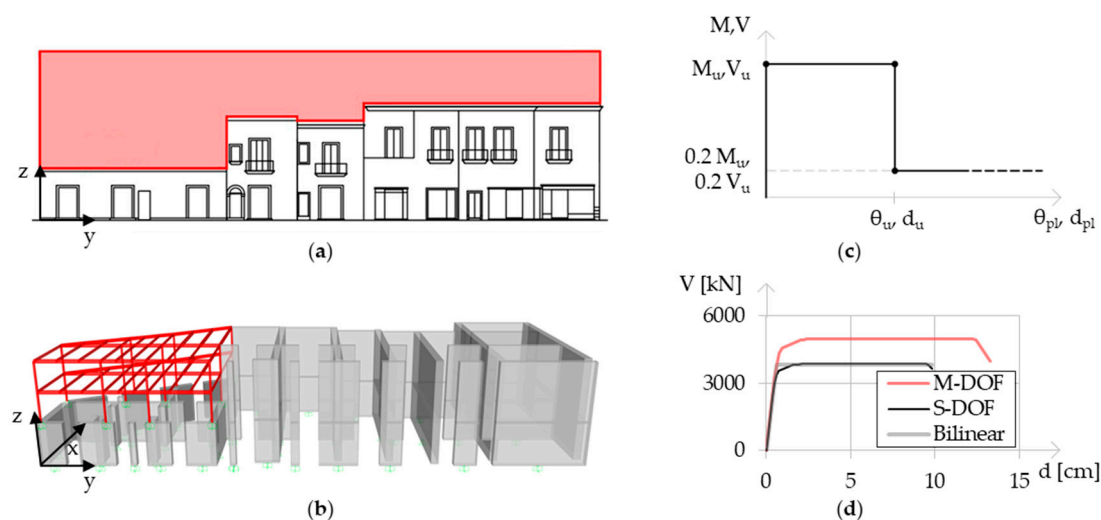 z
y
(a)
M,V
Mᵤ,Vᵤ
0.2 Mᵤ,
0.2 Vᵤ
θᵤ, dᵤ
θₚₗ, dₚₗ
(c)
z
x
y
(b)
V [kN]
6000
3000
0
M-DOF
S-DOF
Bilinear
0
5
10
15
d [cm]
(d)